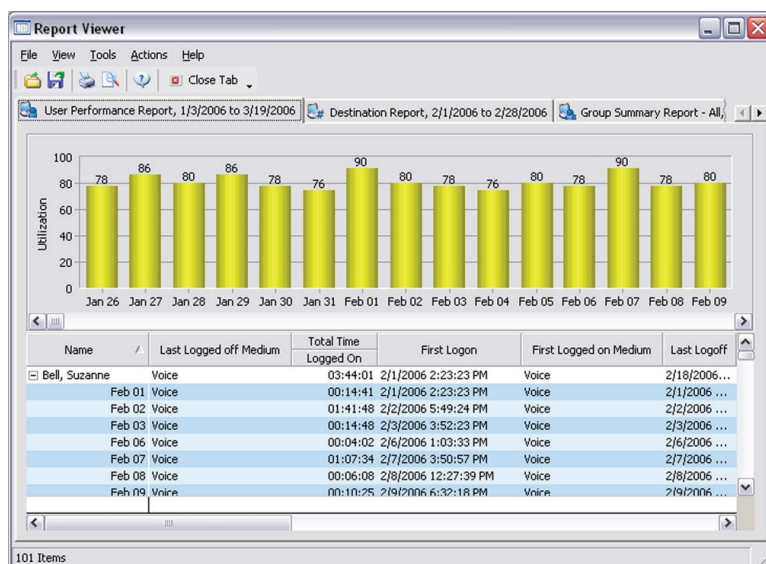 Report Viewer
File View Tools Actions Help
Close Tab
User Performance Report, 1/3/2006 to 3/19/2006 Destination Report, 2/1/2006 to 2/28/2006 Group Summary Report - All,
100
80
60
40
20
0
Utilization
78 86 80 86 78 76 90 80 78 76 80 78 90 78 80
Jan 26 Jan 27 Jan 28 Jan 29 Jan 30 Jan 31 Feb 01 Feb 02 Feb 03 Feb 04 Feb 05 Feb 06 Feb 07 Feb 08 Feb 09
Name Last Logged off Medium Total Time Logged On First Logon First Logged on Medium Last Logoff
Bell, Suzanne Voice 03:44:01 2/1/2006 2:23:23 PM Voice 2/18/2006...
Feb 01 Voice 00:14:41 2/1/2006 2:23:23 PM Voice 2/1/2006 ...
Feb 02 Voice 01:41:48 2/2/2006 5:49:24 PM Voice 2/2/2006 ...
Feb 03 Voice 00:14:48 2/3/2006 3:52:23 PM Voice 2/3/2006 ...
Feb 06 Voice 00:04:02 2/6/2006 1:03:33 PM Voice 2/6/2006 ...
Feb 07 Voice 01:07:34 2/7/2006 3:50:57 PM Voice 2/7/2006 ...
Feb 08 Voice 00:06:08 2/8/2006 12:27:39 PM Voice 2/8/2006 ...
Feb 09 Voice 00:10:25 2/9/2006 6:32:18 PM Voice 2/9/2006 ...
101 Items